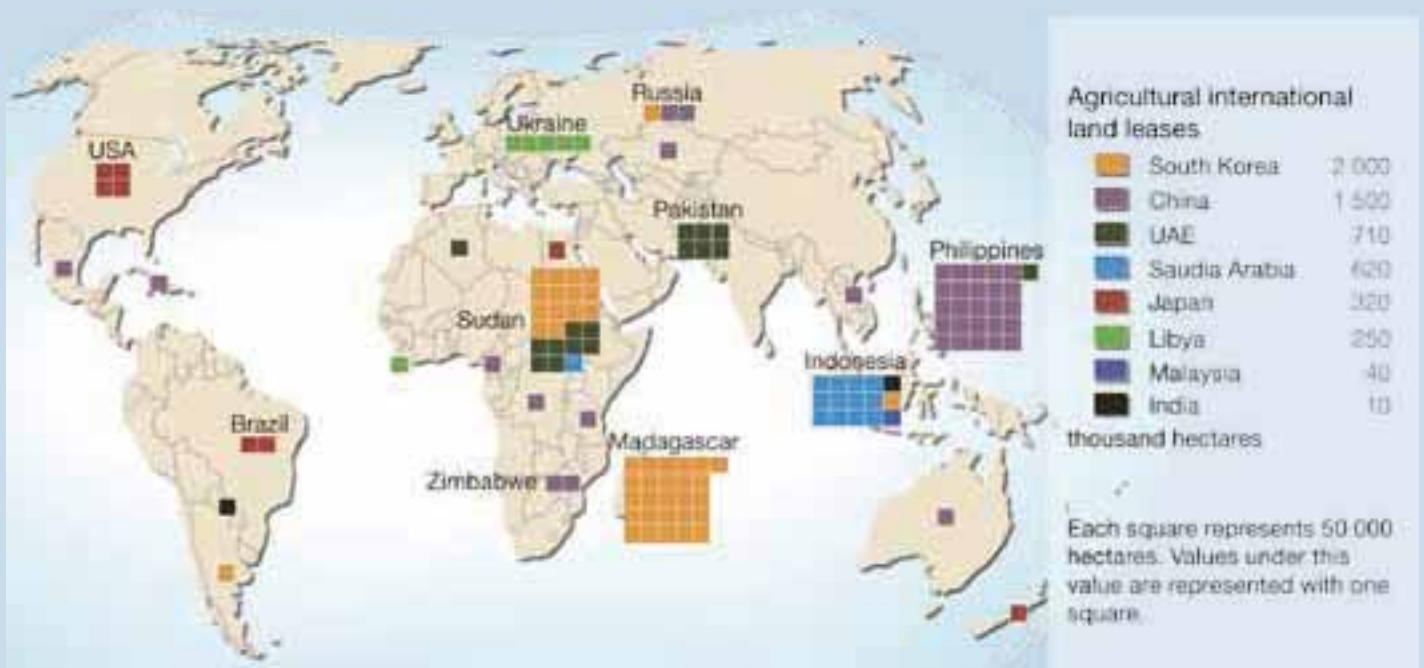 Russia
Ukraine
USA
Pakistan
Philippines
Sudan
Indosesia
Brazil
Madagascar
Zimbabwe
Agricultural international
land leases
South Korea 2 000
China 1 500
UAE 710
Saudia Arabia 620
Japan 320
Libya 250
Malaysia 40
India 10
thousand hectares
Each square represents 50 000
hectares. Values under this
value are represented with one
square.